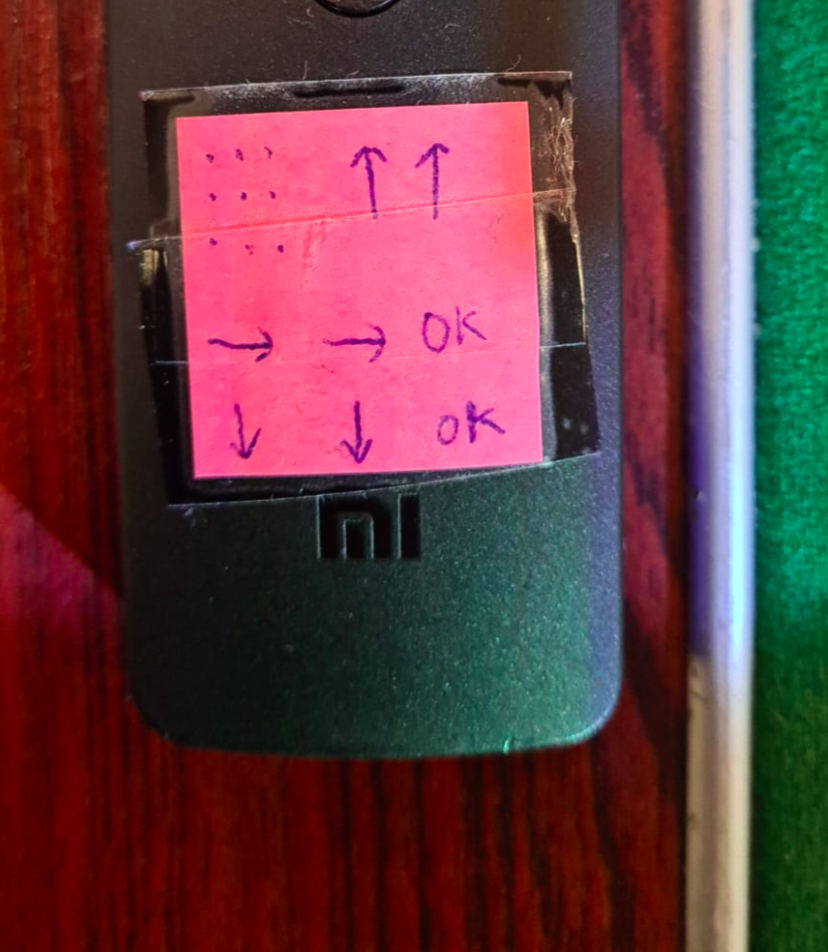 ↑ ↑
→ → OK
↓ ↓ OK
mi